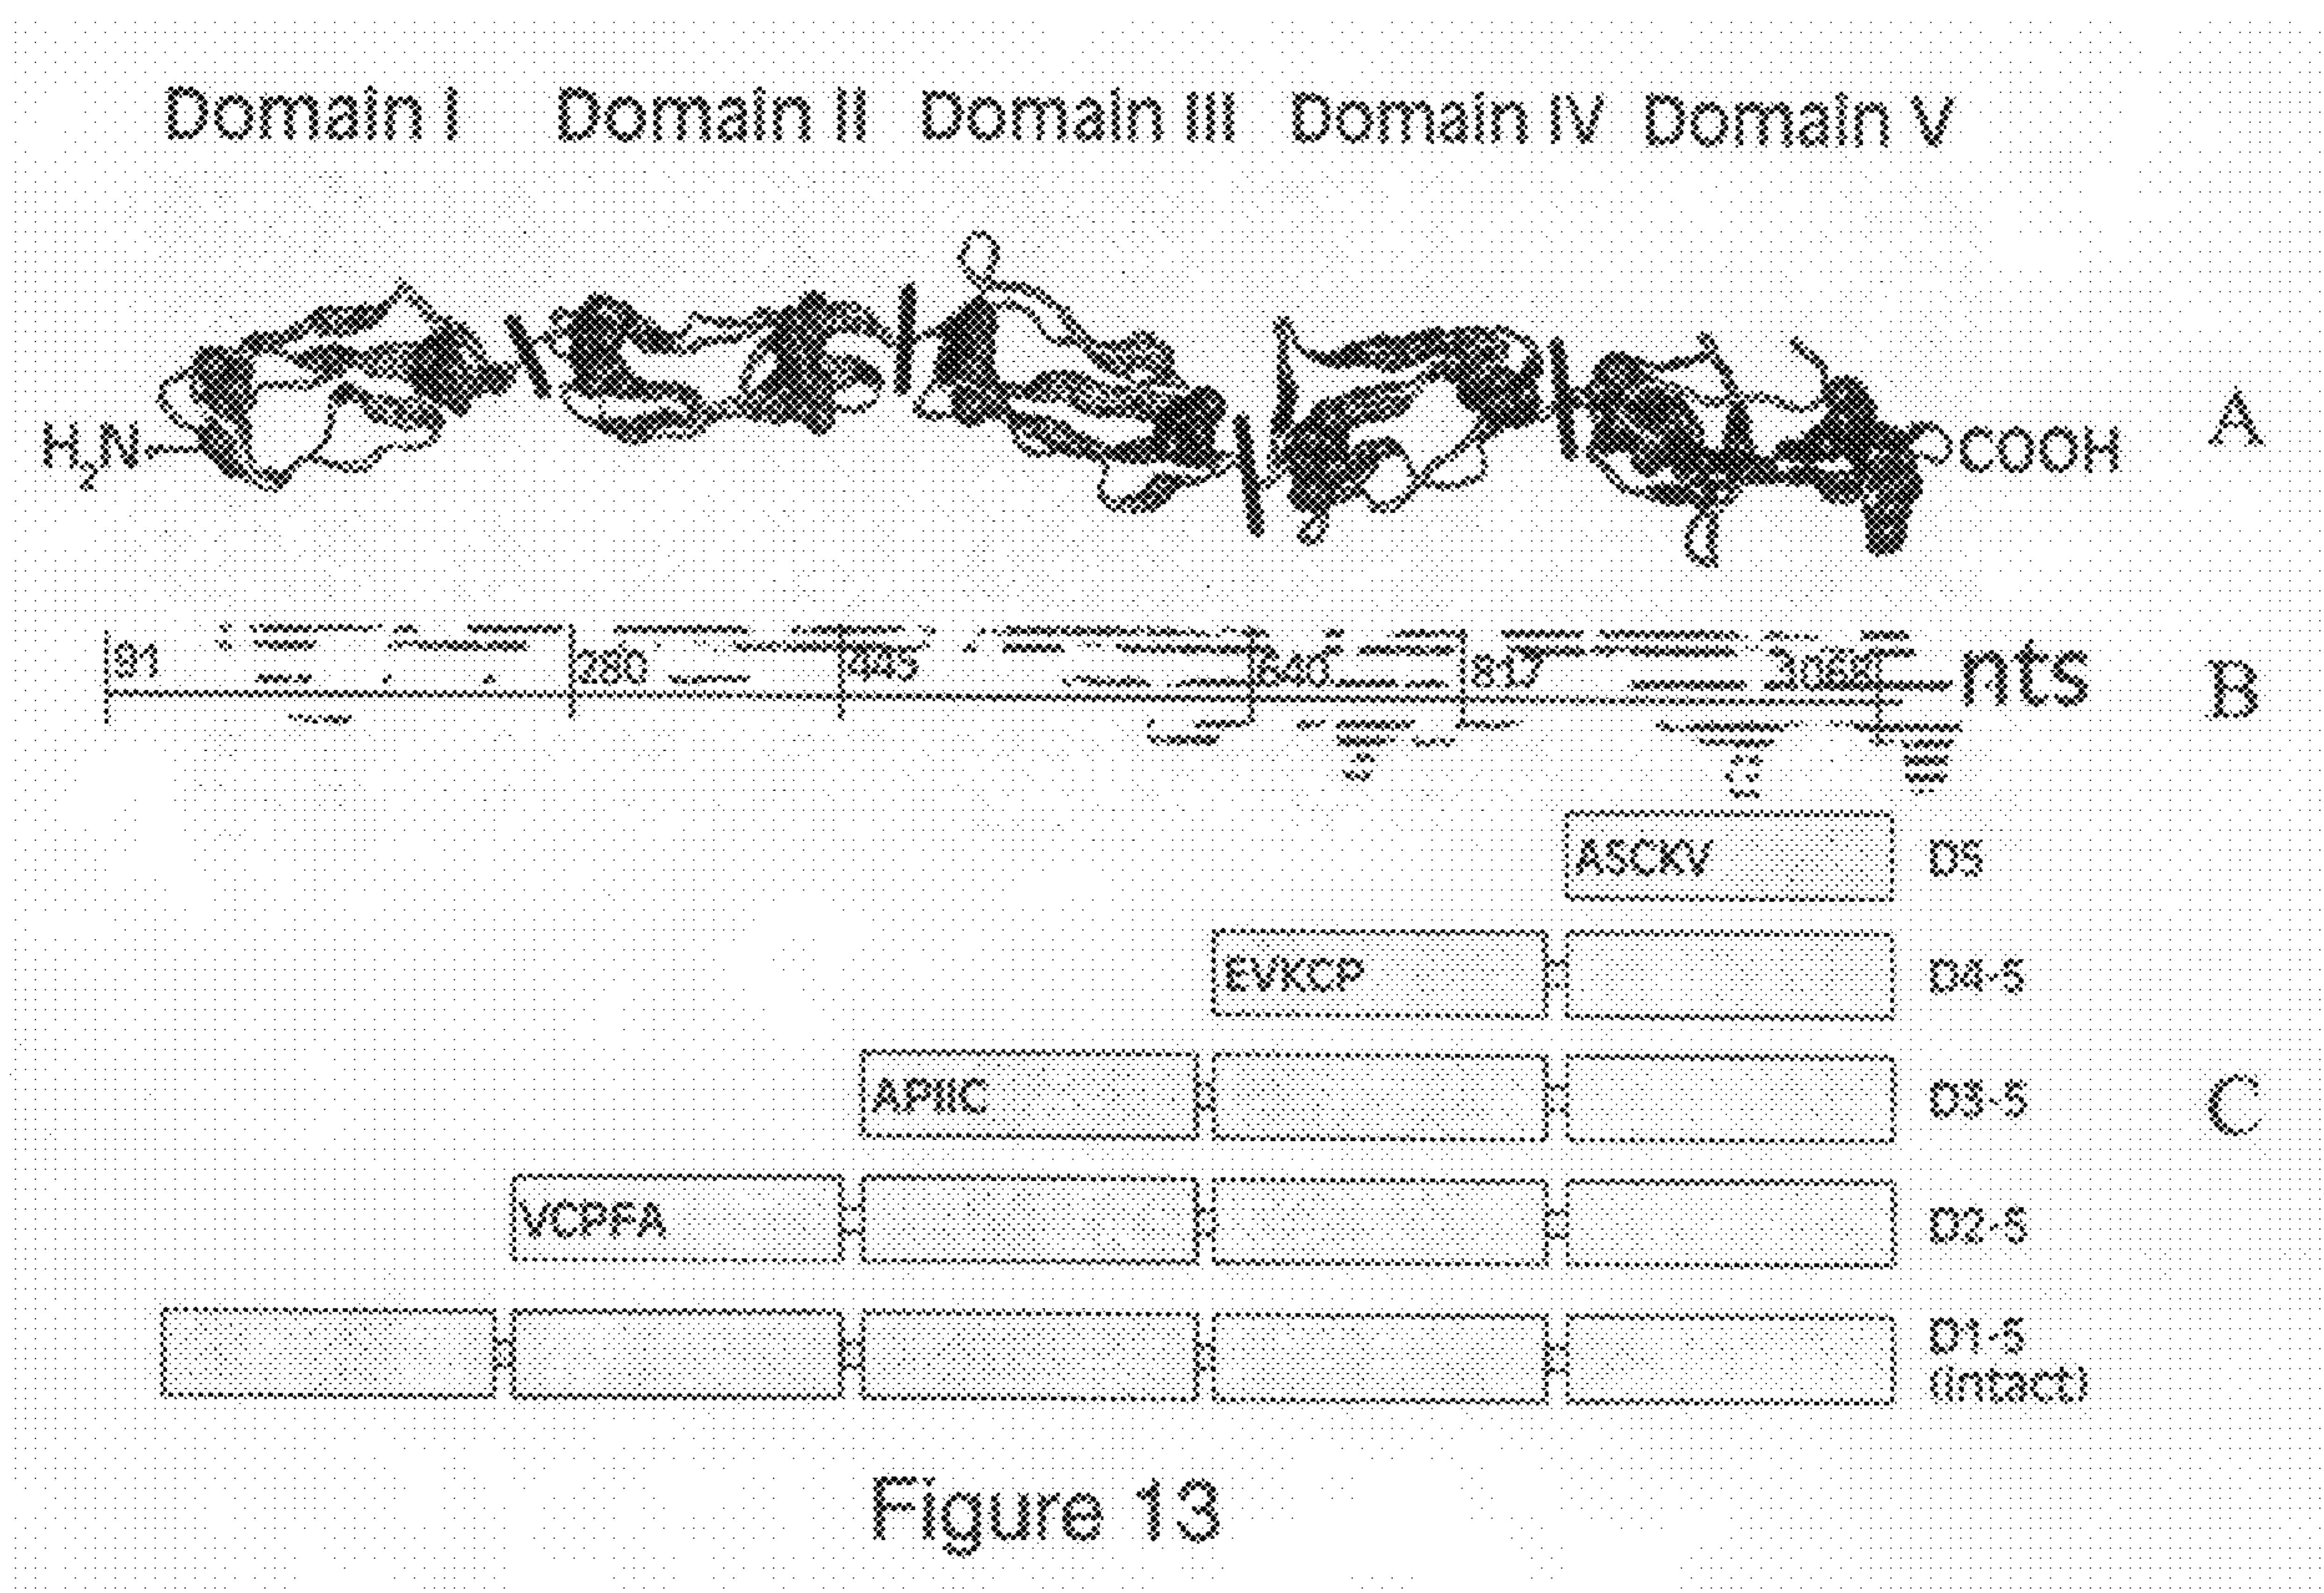 Domain I Domain II Domain III Domain IV Domain V
H2N COOH A
91 280 445 640 817 nts B
ASCKV D5
EVKCP D4-5
APIIC D3-5 C
VCPFA D2-5
D1-5
(intact)
Figure 13